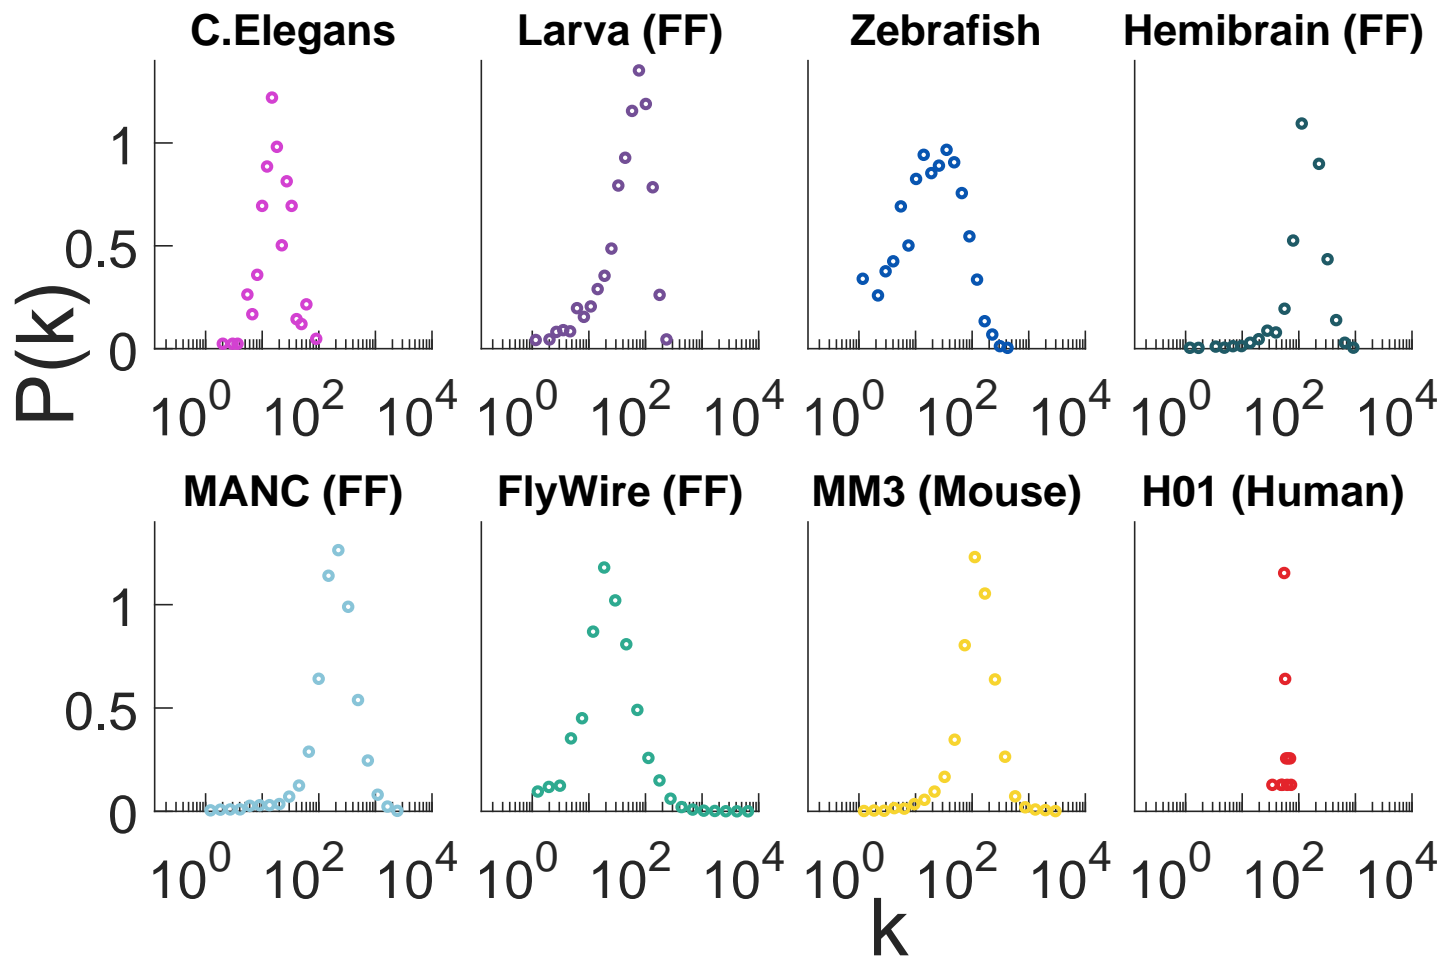 C.Elegans Larva (FF) Zebrafish Hemibrain (FF)
1
0.5
0
P(k)
10^0 10^2 10^4 10^0 10^2 10^4 10^0 10^2 10^4 10^0 10^2 10^4
MANC (FF) FlyWire (FF) MM3 (Mouse) H01 (Human)
1
0.5
0
10^0 10^2 10^4 10^0 10^2 10^4 10^0 10^2 10^4 10^0 10^2 10^4
k